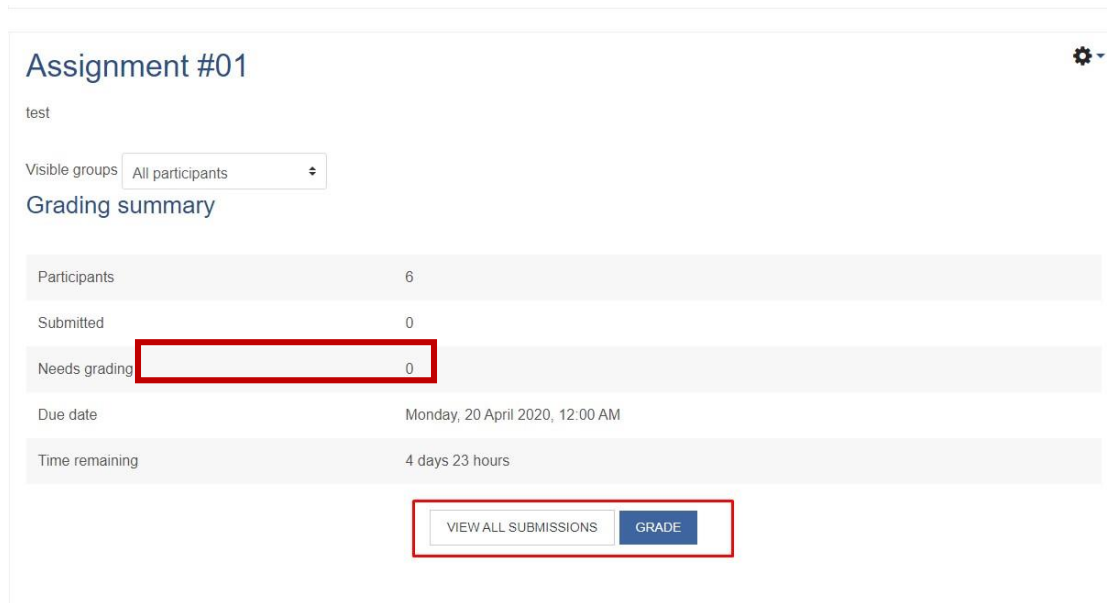 Assignment #01
test
Visible groups All participants
Grading summary
Participants 6
Submitted 0
Needs grading 0
Due date Monday, 20 April 2020, 12:00 AM
Time remaining 4 days 23 hours
VIEW ALL SUBMISSIONS GRADE